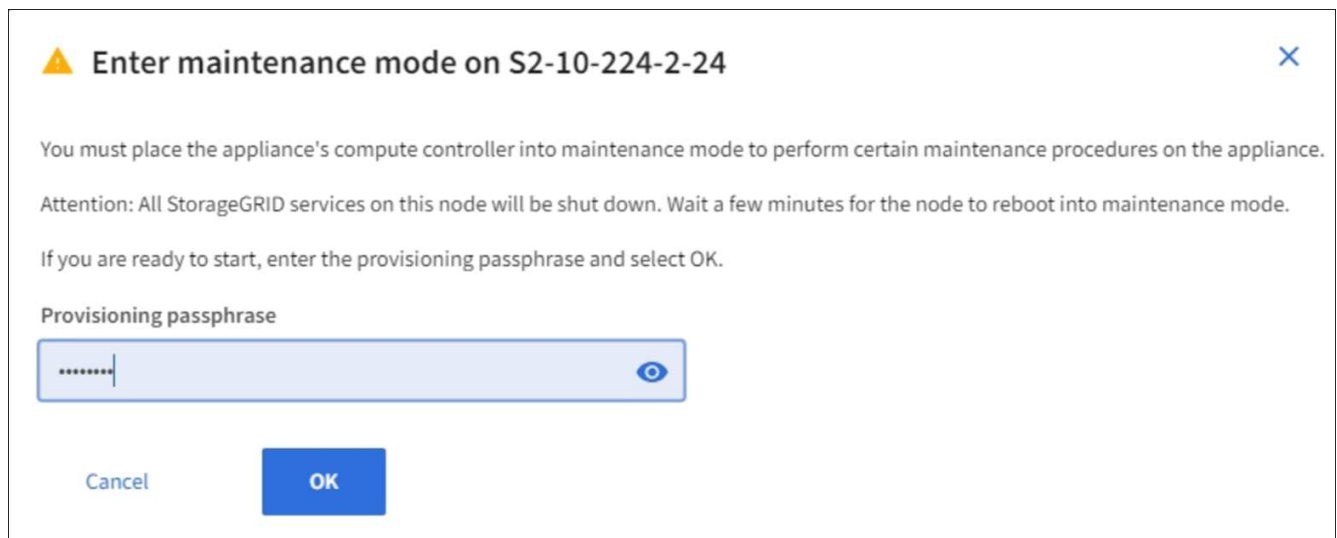 Enter maintenance mode on S2-10-224-2-24
You must place the appliance's compute controller into maintenance mode to perform certain maintenance procedures on the appliance.
Attention: All StorageGRID services on this node will be shut down. Wait a few minutes for the node to reboot into maintenance mode.
If you are ready to start, enter the provisioning passphrase and select OK.
Provisioning passphrase
••••••••
Cancel OK